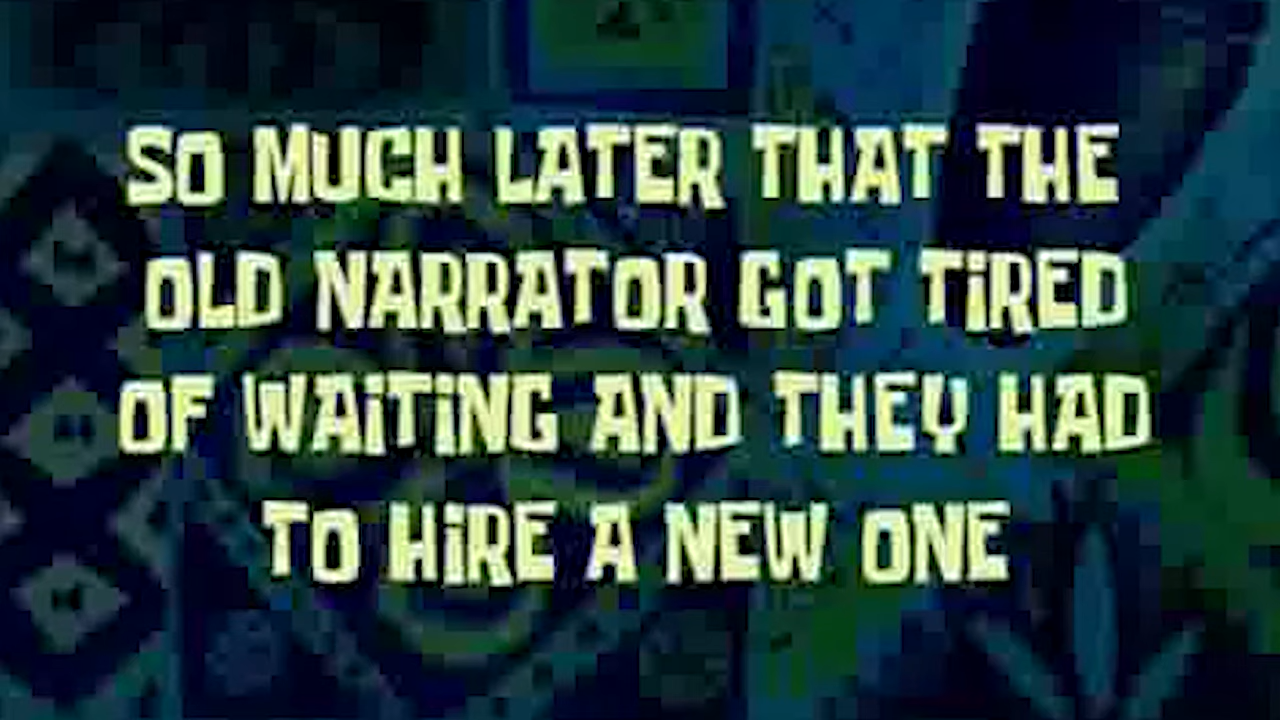 SO MUCH LATER THAT THE
OLD NARRATOR GOT TiRED
OF WAiTiNG AND THEY HAD
TO HiRE A NEW ONE